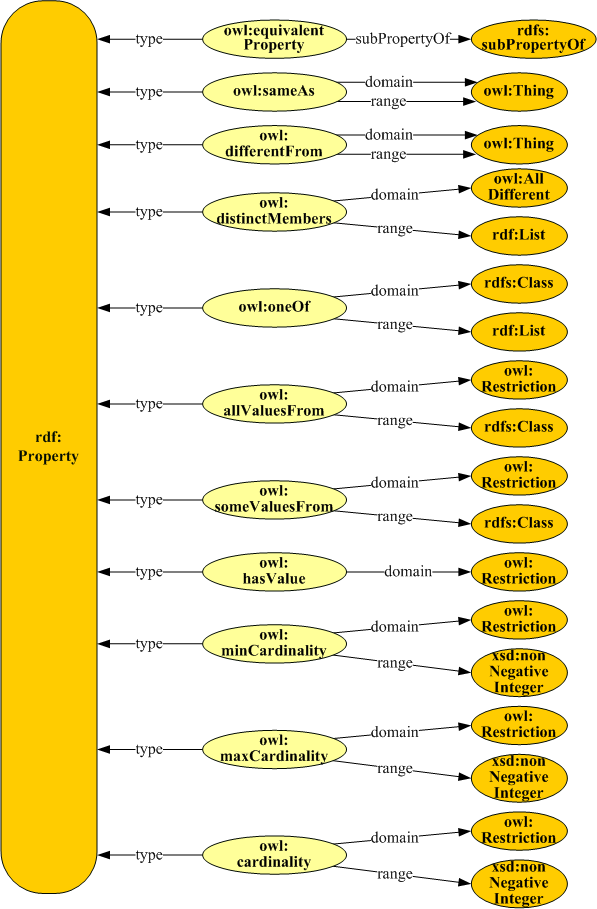 rdf:
Property
type
owl:equivalent
Property
subPropertyOf
rdfs:
subPropertyOf
type
owl:sameAs
domain
range
owl:Thing
type
owl:
differentFrom
domain
range
owl:Thing
type
owl:
distinctMembers
domain
owl:All
Different
range
rdf:List
type
owl:oneOf
domain
rdfs:Class
range
rdf:List
type
owl:
allValuesFrom
domain
owl:
Restriction
range
rdfs:Class
type
owl:
someValuesFrom
domain
owl:
Restriction
range
rdfs:Class
type
owl:
hasValue
domain
owl:
Restriction
type
owl:
minCardinality
domain
owl:
Restriction
range
xsd:non
Negative
Integer
type
owl:
maxCardinality
domain
owl:
Restriction
range
xsd:non
Negative
Integer
type
owl:
cardinality
domain
owl:
Restriction
range
xsd:non
Negative
Integer